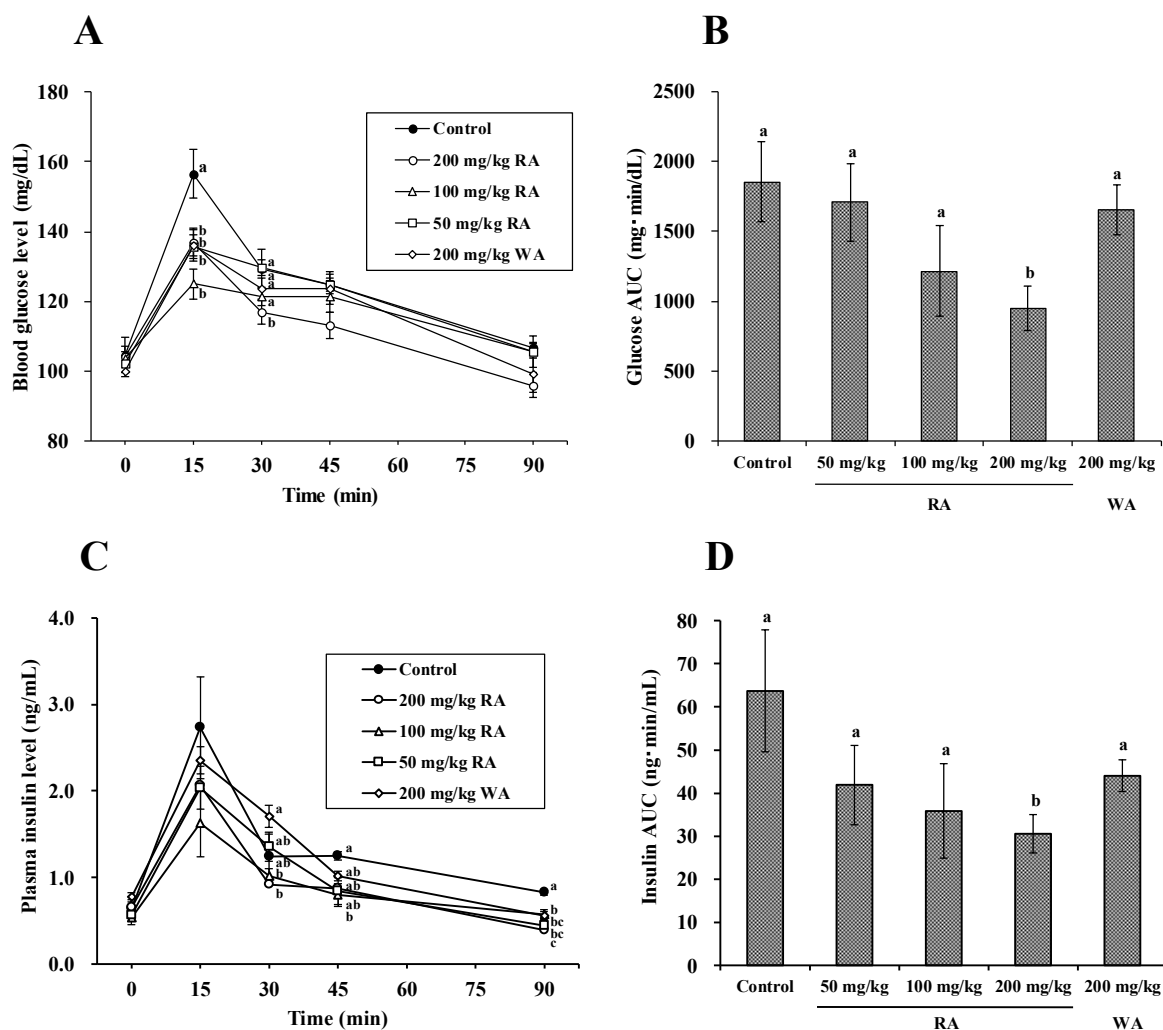 A
Blood glucose level (mg/dL)
180
160
140
120
100
80
Control
200 mg/kg RA
100 mg/kg RA
50 mg/kg RA
200 mg/kg WA
a
b
b
b
b
a
a
a
a
b
0 15 30 45 60 75 90
Time (min)
B
Glucose AUC (mg·min/dL)
2500
2000
1500
1000
500
0
a
a
a
b
a
Control 50 mg/kg 100 mg/kg 200 mg/kg 200 mg/kg
RA WA
C
Plasma insulin level (ng/mL)
4.0
3.0
2.0
1.0
0.0
Control
200 mg/kg RA
100 mg/kg RA
50 mg/kg RA
200 mg/kg WA
a
ab
ab
b
b
a
ab
ab
ab
b
a
b
bc
bc
c
0 15 30 45 60 75 90
Time (min)
D
Insulin AUC (ng·min/mL)
80
70
60
50
40
30
20
10
0
a
a
a
b
a
Control 50 mg/kg 100 mg/kg 200 mg/kg 200 mg/kg
RA WA